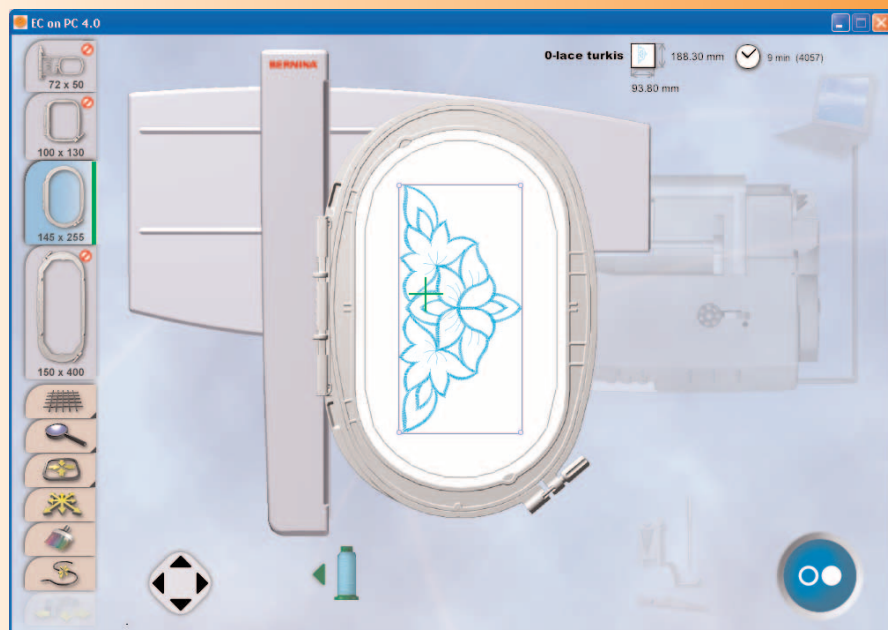 EC on PC 4.0
0-lace turkis
188.30 mm
9 min (4057)
93.80 mm
BERNINA
72 x 50
100 x 130
145 x 255
150 x 400